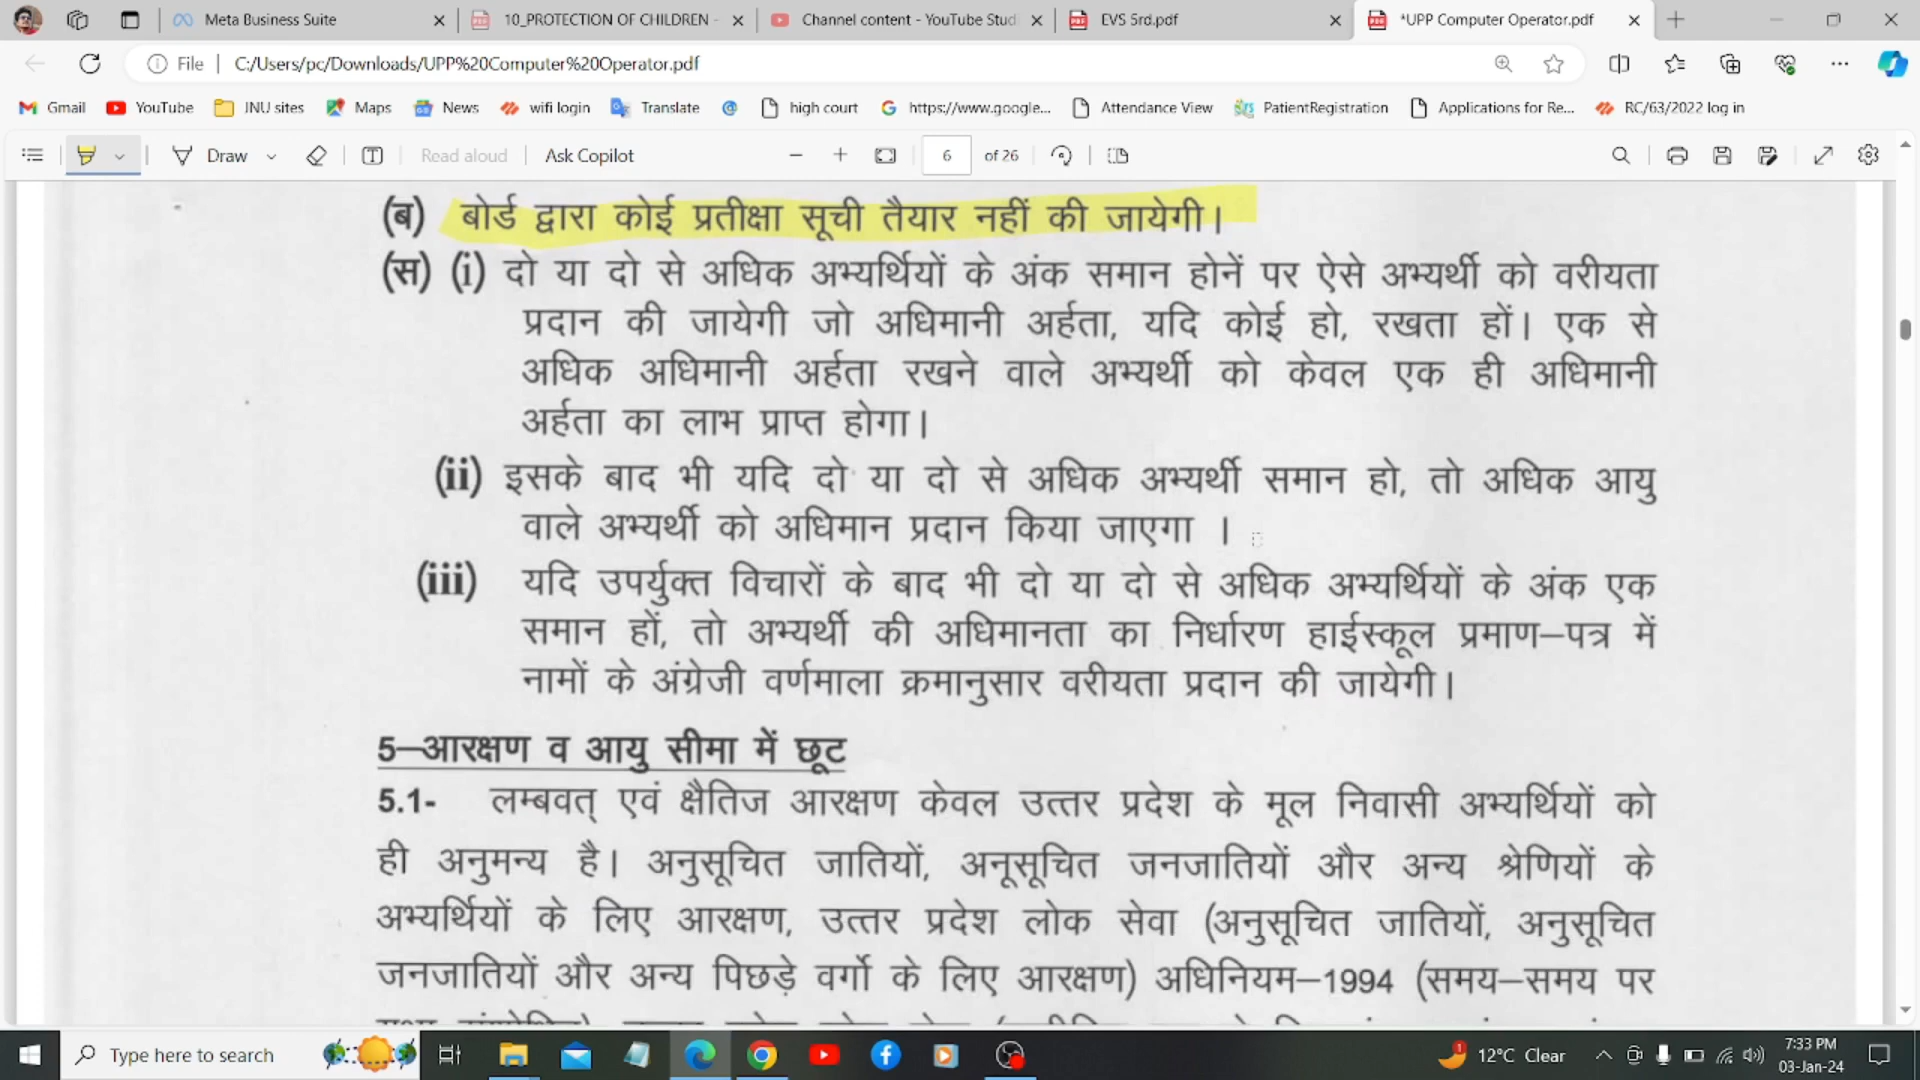 Meta Business Suite
10_PROTECTION OF CHILDREN -
Channel content - YouTube Stud
EVS 5rd.pdf
*UPP Computer Operator.pdf
File
C:/Users/pc/Downloads/UPP%20Computer%20Operator.pdf
Gmail
YouTube
JNU sites
Maps
News
wifi login
Translate
high court
https://www.google...
Attendance View
PatientRegistration
Applications for Re...
RC/63/2022 log in
Draw
Read aloud
Ask Copilot
6 of 26
(ब) बोर्ड द्वारा कोई प्रतीक्षा सूची तैयार नहीं की जायेगी।
(स) (i) दो या दो से अधिक अभ्यर्थियों के अंक समान होनें पर ऐसे अभ्यर्थी को वरीयता
प्रदान की जायेगी जो अधिमानी अर्हता, यदि कोई हो, रखता हों। एक से
अधिक अधिमानी अर्हता रखने वाले अभ्यर्थी को केवल एक ही अधिमानी
अर्हता का लाभ प्राप्त होगा।
(ii) इसके बाद भी यदि दो या दो से अधिक अभ्यर्थी समान हो, तो अधिक आयु
वाले अभ्यर्थी को अधिमान प्रदान किया जाएगा ।
(iii) यदि उपर्युक्त विचारों के बाद भी दो या दो से अधिक अभ्यर्थियों के अंक एक
समान हों, तो अभ्यर्थी की अधिमानता का निर्धारण हाईस्कूल प्रमाण–पत्र में
नामों के अंग्रेजी वर्णमाला क्रमानुसार वरीयता प्रदान की जायेगी।
5–आरक्षण व आयु सीमा में छूट
5.1- लम्बवत् एवं क्षैतिज आरक्षण केवल उत्तर प्रदेश के मूल निवासी अभ्यर्थियों को
ही अनुमन्य है। अनुसूचित जातियों, अनूसूचित जनजातियों और अन्य श्रेणियों के
अभ्यर्थियों के लिए आरक्षण, उत्तर प्रदेश लोक सेवा (अनुसूचित जातियों, अनुसूचित
जनजातियों और अन्य पिछड़े वर्गो के लिए आरक्षण) अधिनियम–1994 (समय–समय पर
Type here to search
1
12°C Clear
7:33 PM
03-Jan-24